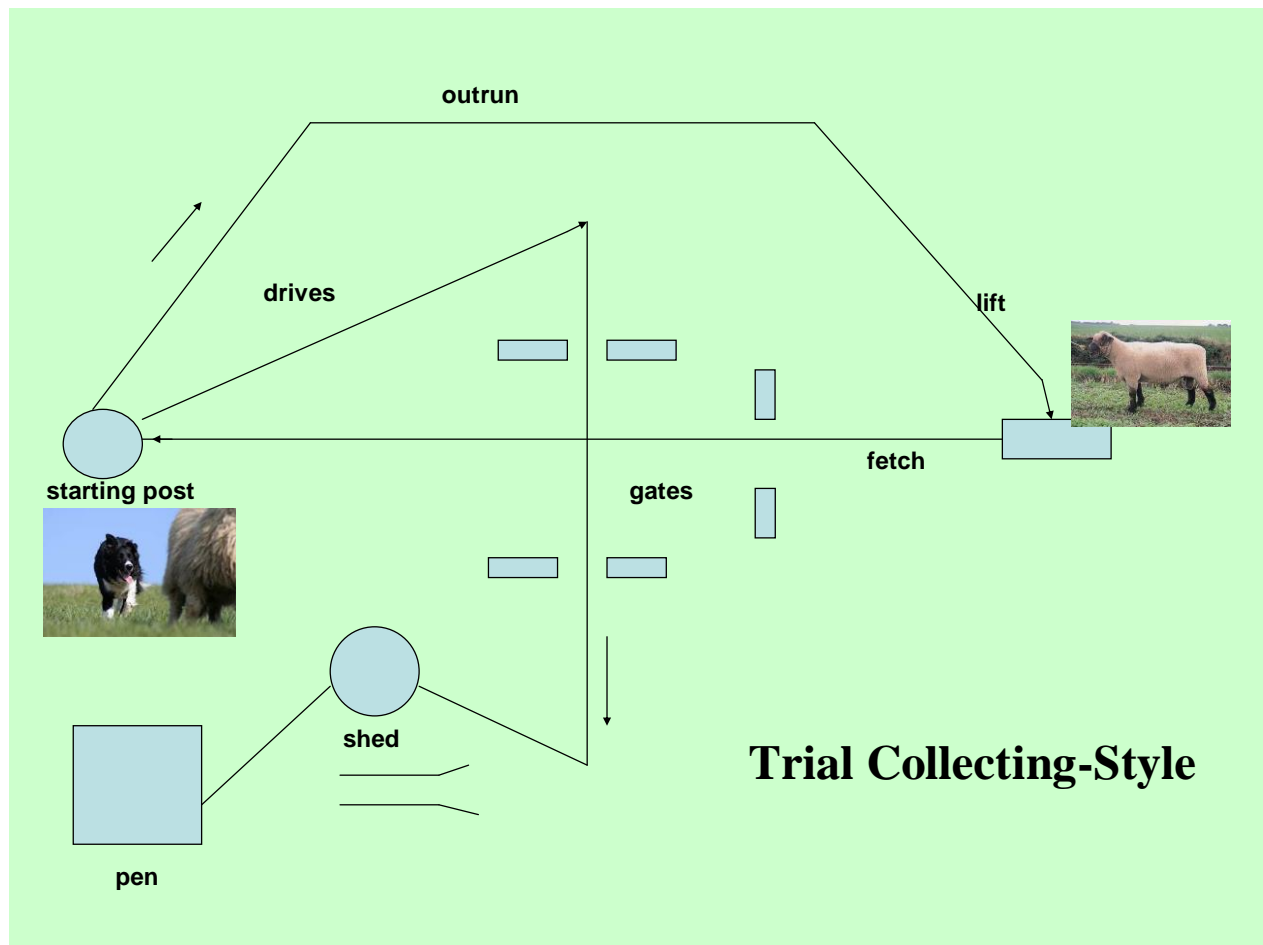 outrun
drives
lift
fetch
starting post
gates
shed
Trial Collecting-Style
pen